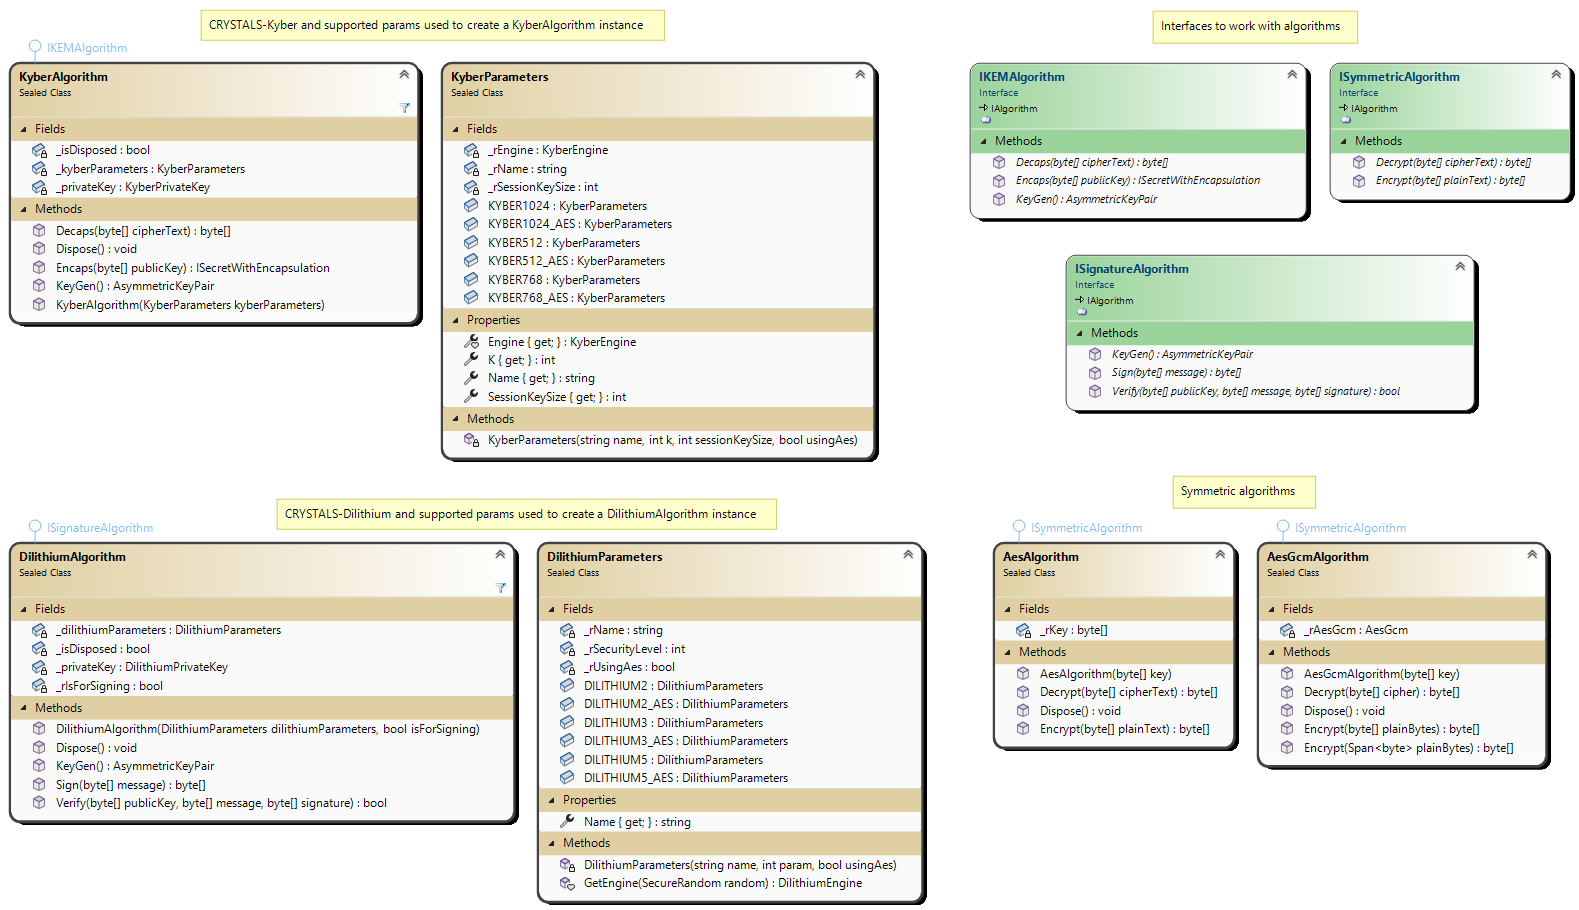 CRYSTALS-Kyber and supported params used to create a KyberAlgorithm instance
IKEMAlgorithm
KyberAlgorithm
Sealed Class
Fields
_isDisposed : bool
_kyberParameters : KyberParameters
_privateKey : KyberPrivateKey
Methods
Decaps(byte[] cipherText) : byte[]
Dispose() : void
Encaps(byte[] publicKey) : ISecretWithEncapsulation
KeyGen() : AsymmetricKeyPair
KyberAlgorithm(KyberParameters kyberParameters)
KyberParameters
Sealed Class
Fields
_rEngine : KyberEngine
_rName : string
_rSessionKeySize : int
KYBER1024 : KyberParameters
KYBER1024_AES : KyberParameters
KYBER512 : KyberParameters
KYBER512_AES : KyberParameters
KYBER768 : KyberParameters
KYBER768_AES : KyberParameters
Properties
Engine { get; } : KyberEngine
K { get; } : int
Name { get; } : string
SessionKeySize { get; } : int
Methods
KyberParameters(string name, int k, int sessionKeySize, bool usingAes)
Interfaces to work with algorithms
IKEMAlgorithm
Interface
IAlgorithm
Methods
Decaps(byte[] cipherText) : byte[]
Encaps(byte[] publicKey) : ISecretWithEncapsulation
KeyGen() : AsymmetricKeyPair
ISymmetricAlgorithm
Interface
IAlgorithm
Methods
Decrypt(byte[] cipherText) : byte[]
Encrypt(byte[] plainText) : byte[]
ISignatureAlgorithm
Interface
IAlgorithm
Methods
KeyGen() : AsymmetricKeyPair
Sign(byte[] message) : byte[]
Verify(byte[] publicKey, byte[] message, byte[] signature) : bool
CRYSTALS-Dilithium and supported params used to create a DilithiumAlgorithm instance
ISignatureAlgorithm
DilithiumAlgorithm
Sealed Class
Fields
_dilithiumParameters : DilithiumParameters
_isDisposed : bool
_privateKey : DilithiumPrivateKey
_rIsForSigning : bool
Methods
DilithiumAlgorithm(DilithiumParameters dilithiumParameters, bool isForSigning)
Dispose() : void
KeyGen() : AsymmetricKeyPair
Sign(byte[] message) : byte[]
Verify(byte[] publicKey, byte[] message, byte[] signature) : bool
DilithiumParameters
Sealed Class
Fields
_rName : string
_rSecurityLevel : int
_rUsingAes : bool
DILITHIUM2 : DilithiumParameters
DILITHIUM2_AES : DilithiumParameters
DILITHIUM3 : DilithiumParameters
DILITHIUM3_AES : DilithiumParameters
DILITHIUM5 : DilithiumParameters
DILITHIUM5_AES : DilithiumParameters
Properties
Name { get; } : string
Methods
DilithiumParameters(string name, int param, bool usingAes)
GetEngine(SecureRandom random) : DilithiumEngine
Symmetric algorithms
ISymmetricAlgorithm
AesAlgorithm
Sealed Class
Fields
_rKey : byte[]
Methods
AesAlgorithm(byte[] key)
Decrypt(byte[] cipherText) : byte[]
Dispose() : void
Encrypt(byte[] plainText) : byte[]
ISymmetricAlgorithm
AesGcmAlgorithm
Sealed Class
Fields
_rAesGcm : AesGcm
Methods
AesGcmAlgorithm(byte[] key)
Decrypt(byte[] cipher) : byte[]
Dispose() : void
Encrypt(byte[] plainBytes) : byte[]
Encrypt(Span<byte> plainBytes) : byte[]